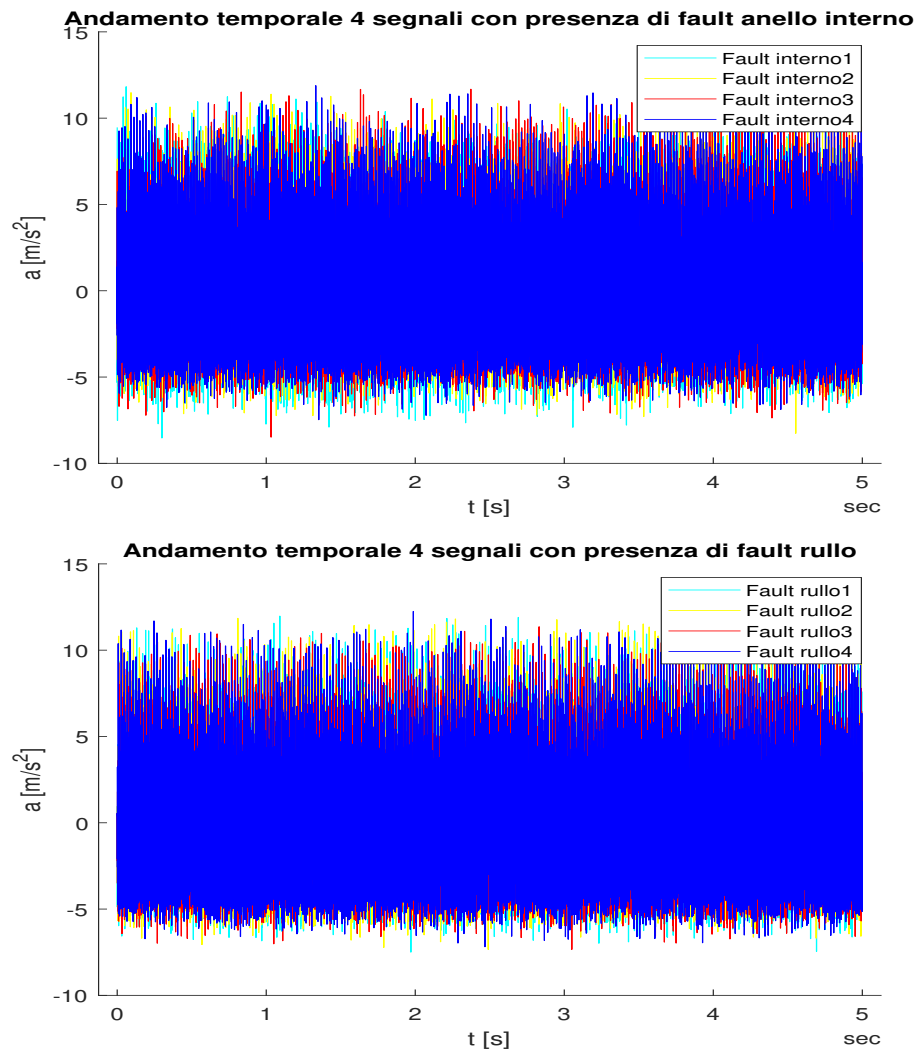 Andamento temporale 4 segnali con presenza di fault anello interno
15
10
5
0
-5
-10
a [m/s²]
Fault interno1
Fault interno2
Fault interno3
Fault interno4
0 1 2 3 4 5
t [s]
sec
Andamento temporale 4 segnali con presenza di fault rullo
15
10
5
0
-5
-10
a [m/s²]
Fault rullo1
Fault rullo2
Fault rullo3
Fault rullo4
0 1 2 3 4 5
t [s]
sec